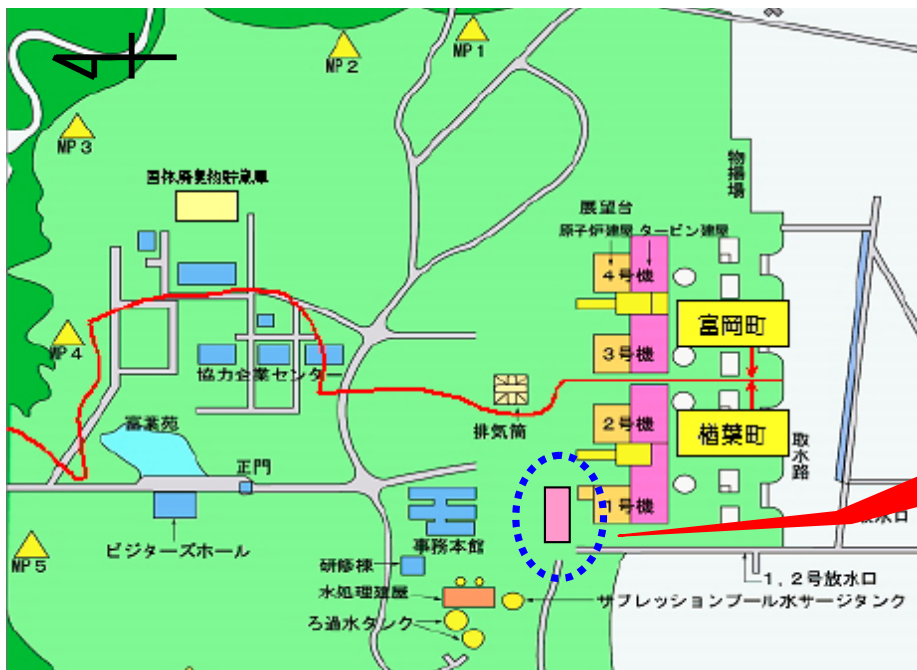 MP1
MP2
MP3
固体廃棄物貯蔵庫
物揚場
展望台
原子炉建屋 タービン建屋
4号機
富岡町
3号機
MP4
協力企業センター
排気筒
2号機
楢葉町
取水路
富葉苑
正門
1号機
放水口
ビジターズホール
事務本館
MP5
研修棟
1,2号放水口
水処理建屋
サプレッションプール水サージタンク
ろ過水タンク